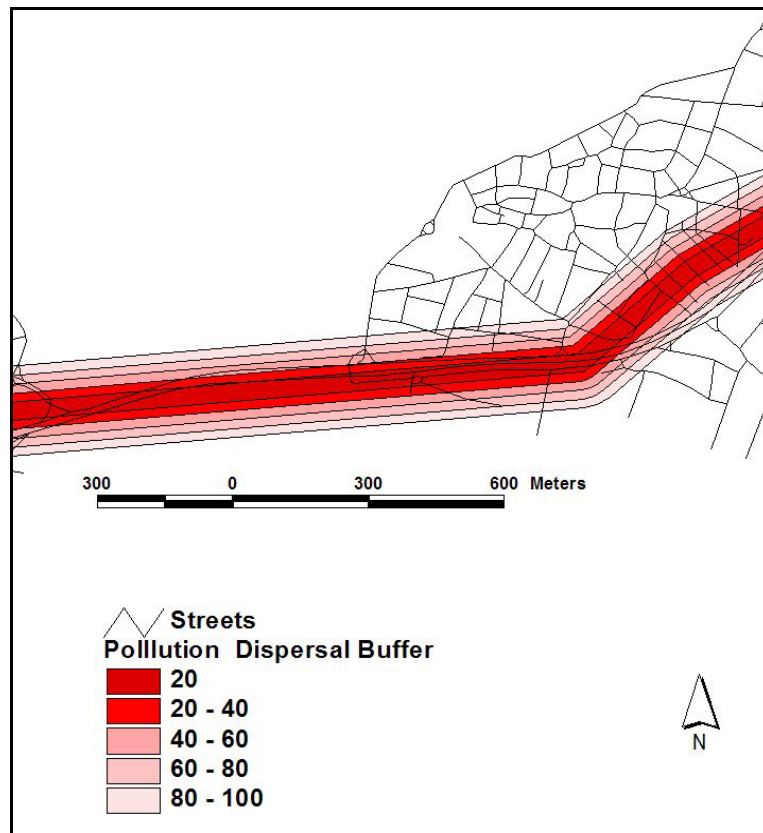 300 0 300 600 Meters
Streets
Polllution Dispersal Buffer
20
20 - 40
40 - 60
60 - 80
80 - 100
N